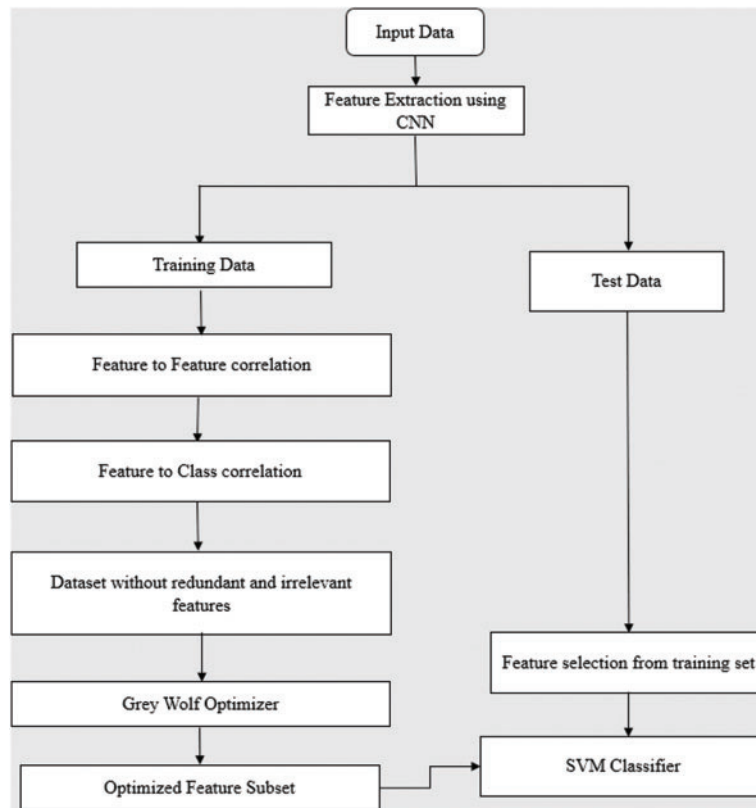 Input Data
Feature Extraction using
CNN
Training Data
Test Data
Feature to Feature correlation
Feature to Class correlation
Dataset without redundant and irrelevant
features
Feature selection from training set
Grey Wolf Optimizer
SVM Classifier
Optimized Feature Subset